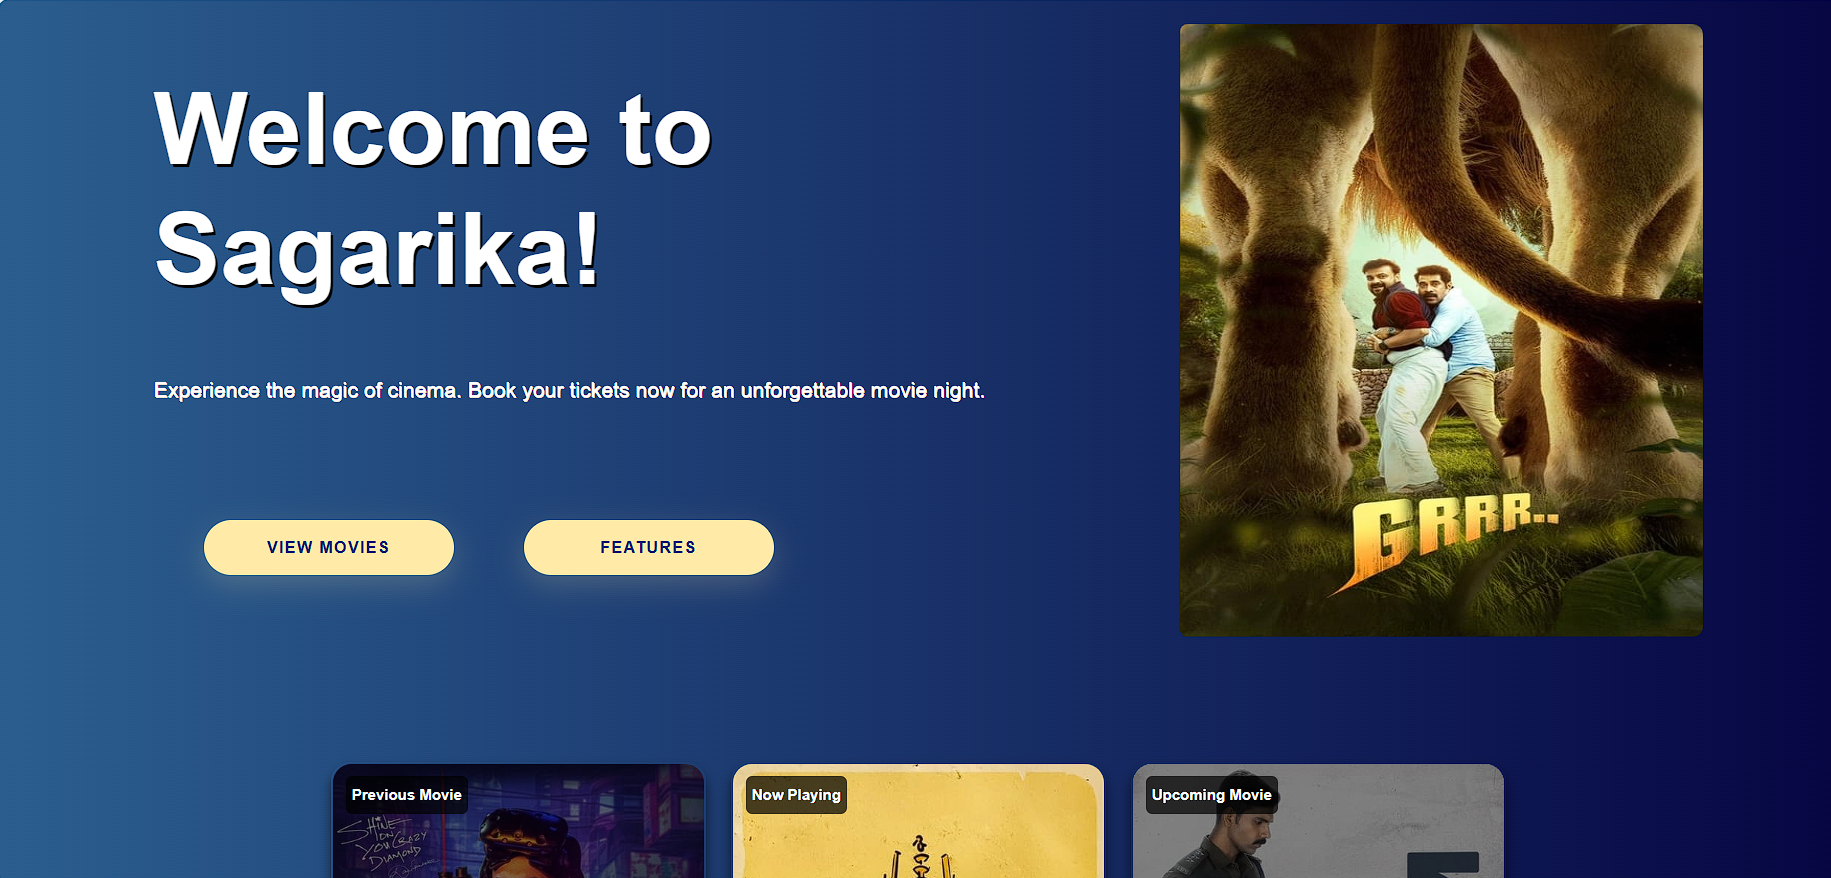 Welcome to
Sagarika!
Experience the magic of cinema. Book your tickets now for an unforgettable movie night.
VIEW MOVIES
FEATURES
GRRR..
Previous Movie
Now Playing
Upcoming Movie
SHINE
ON
YOU CRAZY
DIAMOND